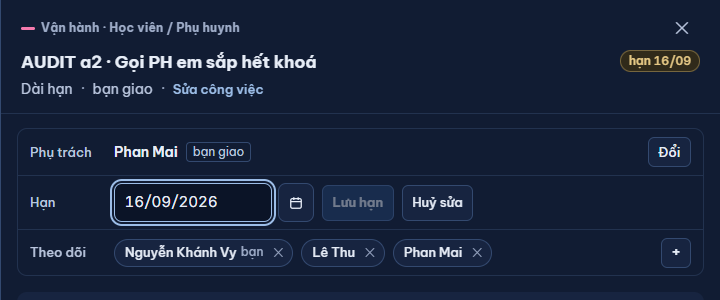 Vận hành · Học viên / Phụ huynh
AUDIT a2 · Gọi PH em sắp hết khoá
hạn 16/09
Dài hạn · bạn giao · Sửa công việc
Phụ trách Phan Mai bạn giao Đổi
Hạn 16/09/2026 Lưu hạn Huỷ sửa
Theo dõi Nguyễn Khánh Vy bạn × Lê Thu × Phan Mai × +